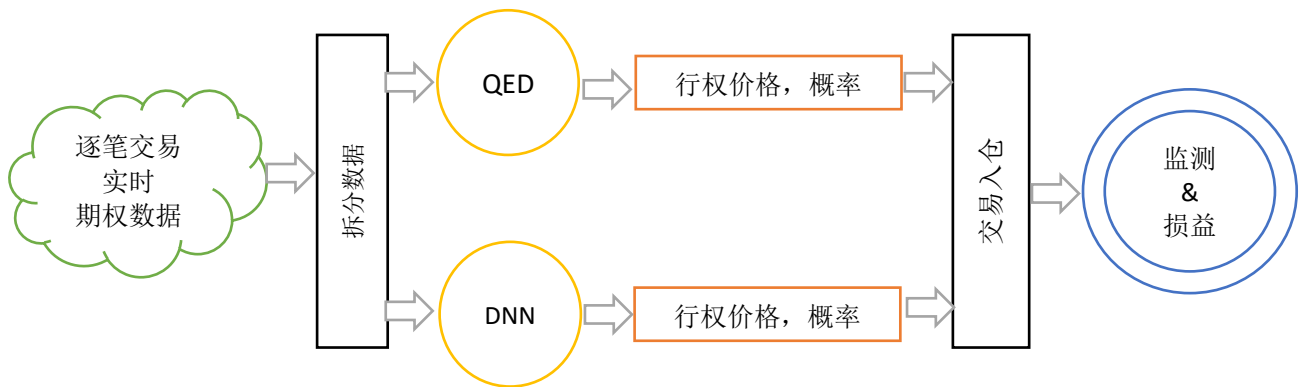 逐笔交易
实时
期权数据
拆分数据
QED
行权价格，概率
DNN
行权价格，概率
交易入仓
监测
&
损益